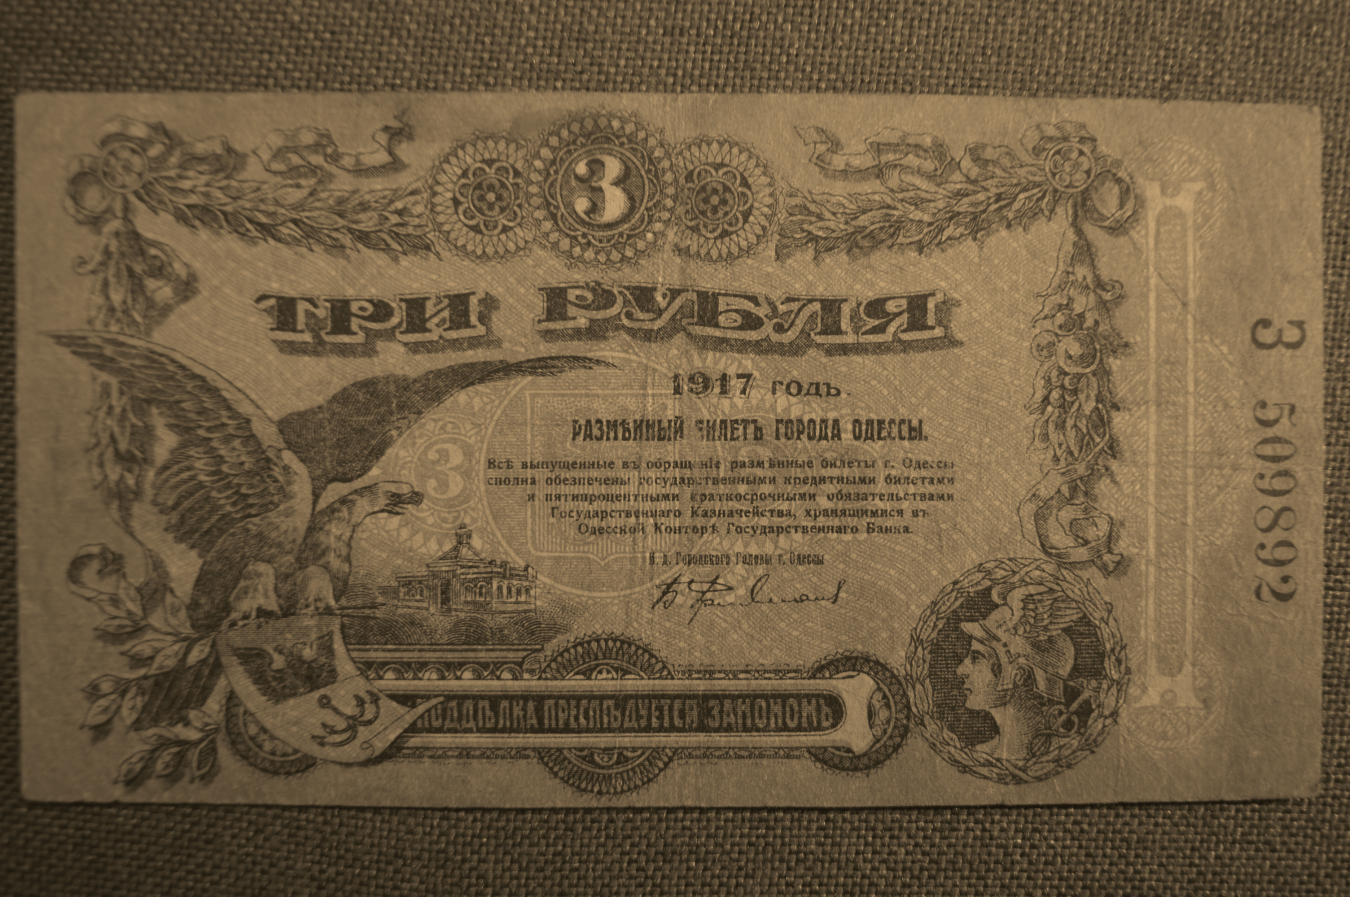 3
ТРИ РУБЛЯ
1917 годъ.
РАЗМѢННЫЙ БИЛЕТЪ ГОРОДА ОДЕССЫ.
3
Всѣ выпущенные въ обращеніе размѣнные билеты г. Одессы
сполна обезпечены государственными кредитными билетами
и пятипроцентными краткосрочными обязательствами
Государственнаго Казначейства, хранящимися въ
Одесской Конторѣ Государственнаго Банка.
И. д. Городского Головы г. Одессы
ПОДДѢЛКА ПРЕСЛѢДУЕТСЯ ЗАКОНОМЪ
З 509892